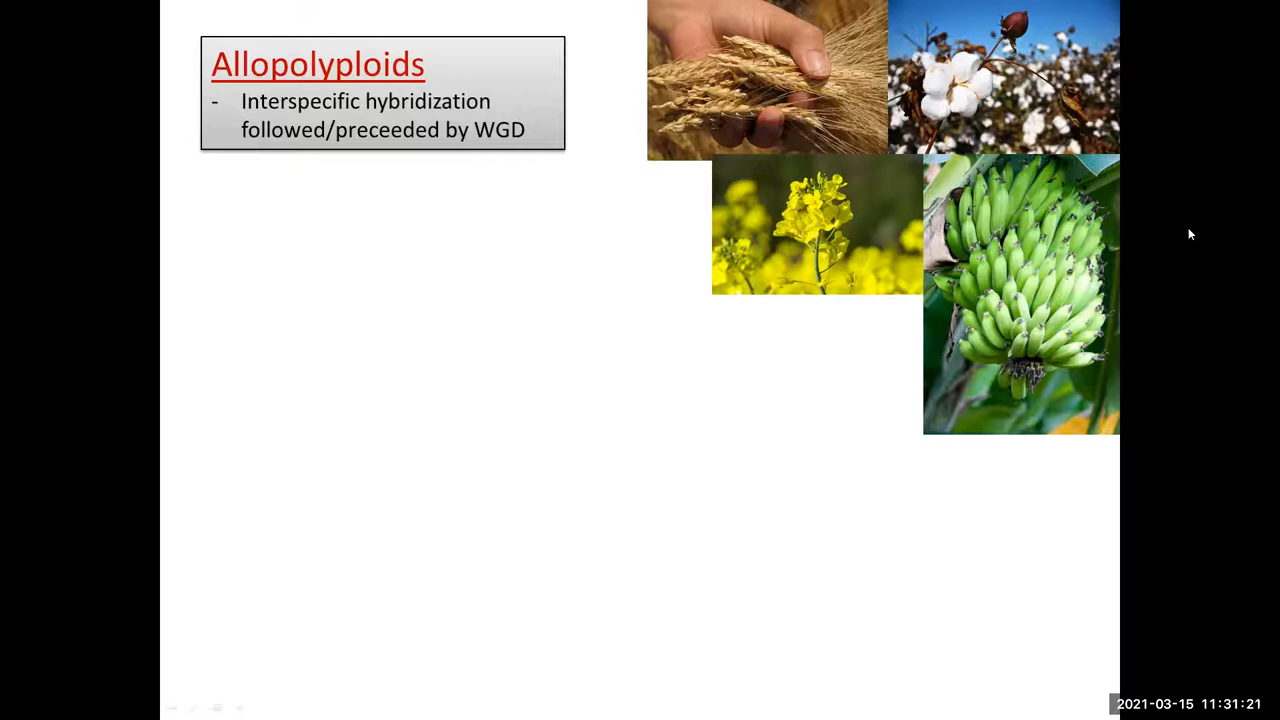 Allopolyploids
- Interspecific hybridization
followed/preceeded by WGD
2021-03-15 11:31:21